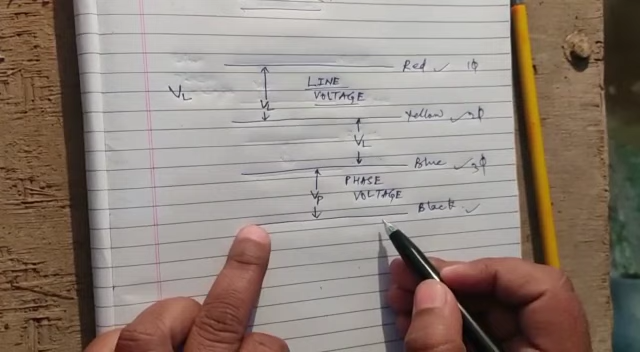 Red ✓ 1ϕ
LINE
VOLTAGE
VL
VL
Yellow ✓ 2ϕ
VL
Blue ✓ 3ϕ
PHASE
VOLTAGE
VP
Black ✓